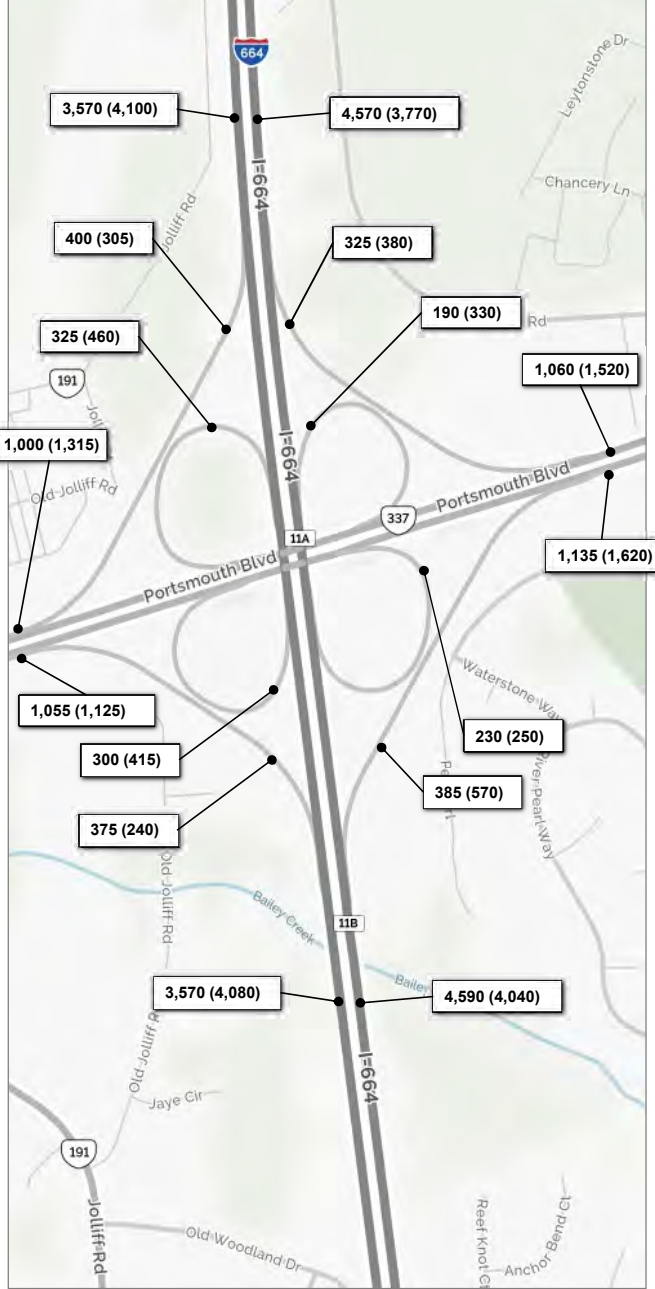 Leytonstone Dr
664
3,570 (4,100)
4,570 (3,770)
I-664
Chancery Ln
Jolliff Rd
400 (305)
325 (380)
190 (330)
Rd
325 (460)
1,060 (1,520)
191
1,000 (1,315)
I-664
Old Jolliff Rd
Portsmouth Blvd
337
11A
1,135 (1,620)
Portsmouth Blvd
1,055 (1,125)
Waterstone Way
230 (250)
300 (415)
385 (570)
River Pearl Way
375 (240)
Old Jolliff Rd
Bailey Creek
11B
3,570 (4,080)
Bailey
4,590 (4,040)
Old Jolliff R
I-664
Jaye Cir
191
Jolliff Rd
Old Woodland Dr
Reef Knot Ct
Anchor Bend Ct